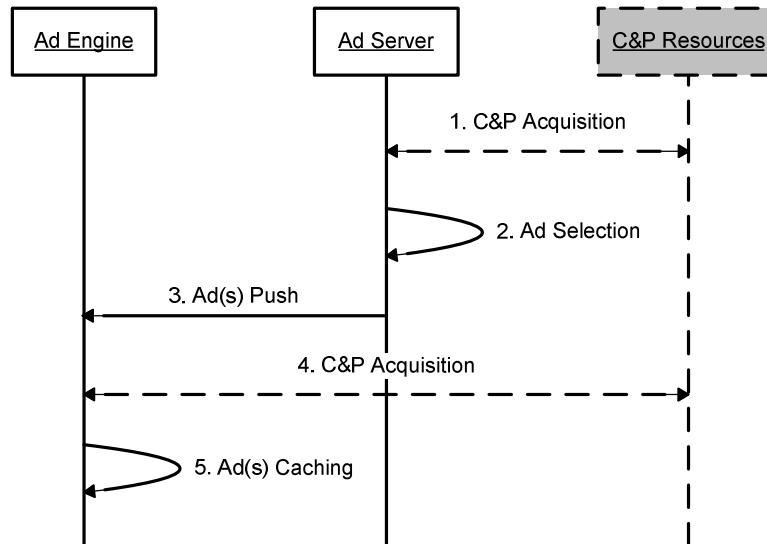 Ad Engine
Ad Server
C&P Resources
1. C&P Acquisition
2. Ad Selection
3. Ad(s) Push
4. C&P Acquisition
5. Ad(s) Caching